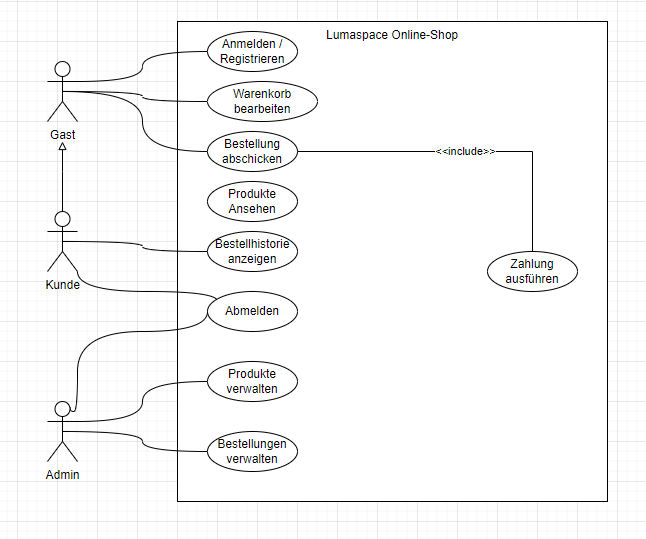 Lumaspace Online-Shop
Anmelden /
Registrieren
Warenkorb
bearbeiten
Gast
Bestellung
abschicken
<<include>>
Produkte
Ansehen
Bestellhistorie
anzeigen
Zahlung
ausführen
Kunde
Abmelden
Produkte
verwalten
Bestellungen
verwalten
Admin